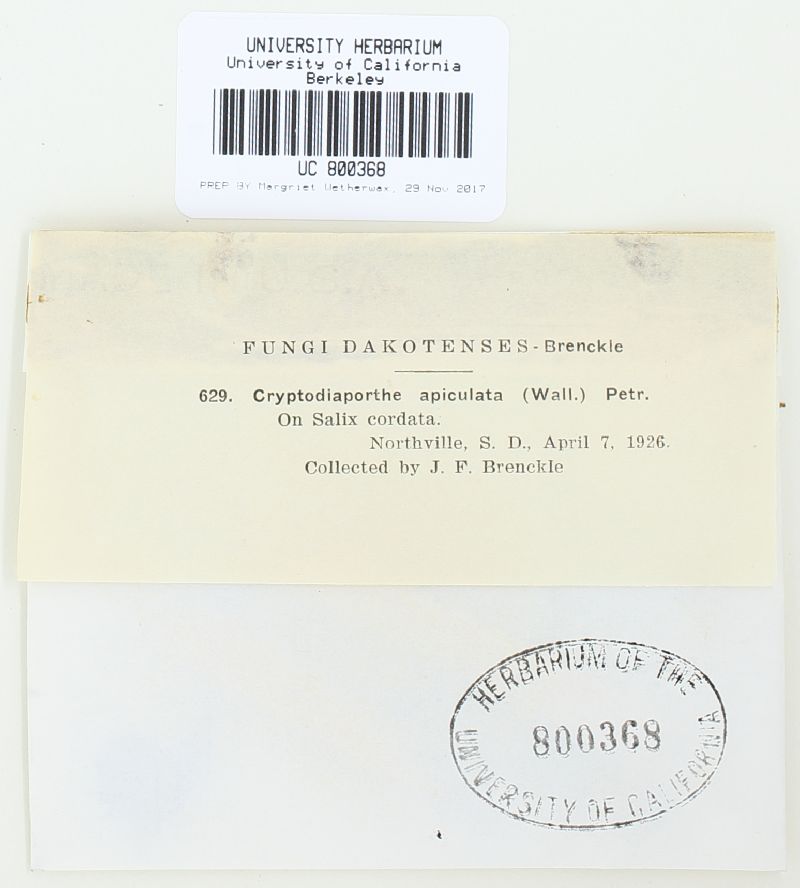 UNIVERSITY HERBARIUM
University of California
Berkeley
UC 800368
PREP BY Margriet Wetherwax, 29 Nov 2017
FUNGI DAKOTENSES - Brenckle
629. Cryptodiaporthe apiculata (Wall.) Petr.
On Salix cordata.
Northville, S. D., April 7, 1926.
Collected by J. F. Brenckle
HERBARIUM OF THE
800368
UNIVERSITY OF CALIFORNIA